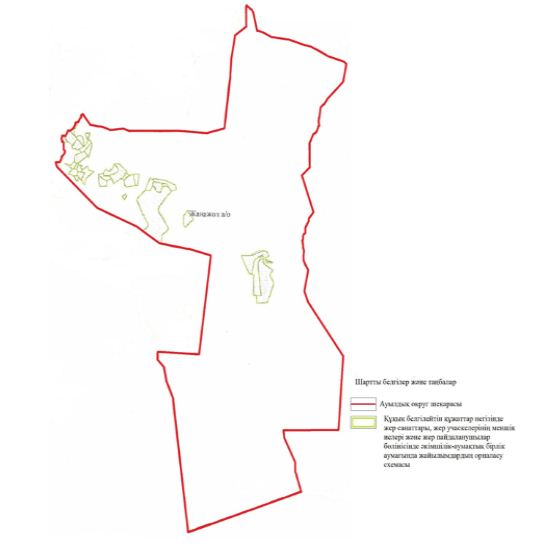 Жаңажол а/о
Шартты белгілер және таңбалар
Ауылдық округ шекарасы
Құқық белгілейтін құжаттар негізінде
жер санаттары, жер учаскелерінің меншік
иелері және жер пайдаланушылар
бөлінісінде әкімшілік-аумақтық бірлік
аумағында жайылымдардың орналасу
схемасы